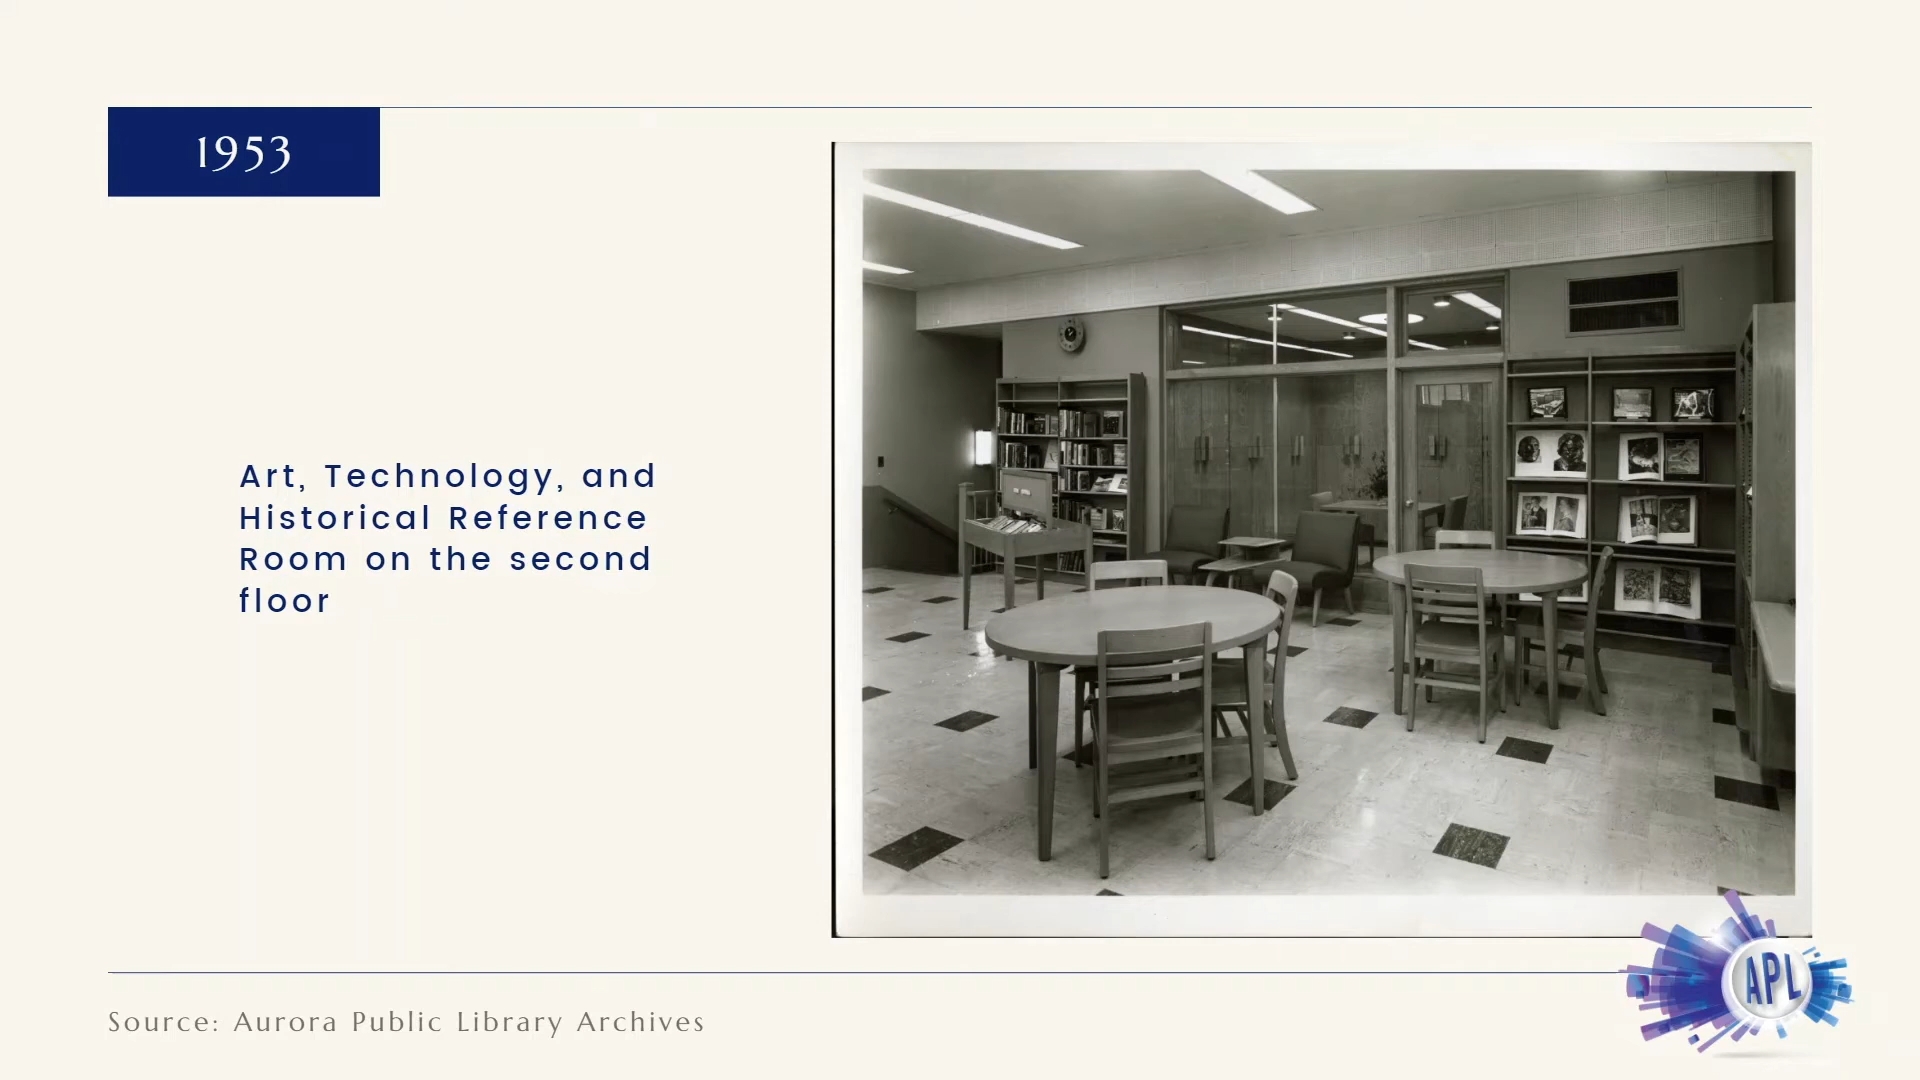 1953
Art, Technology, and
Historical Reference
Room on the second
floor
Source: Aurora Public Library Archives
APL